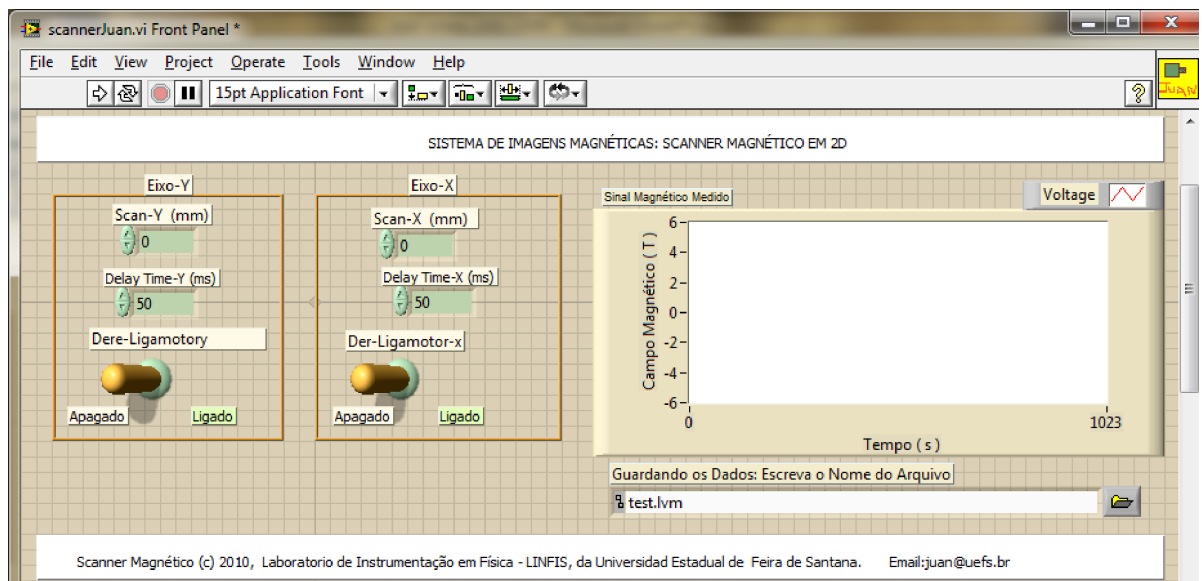 scannerJuan.vi Front Panel *
File Edit View Project Operate Tools Window Help
15pt Application Font
?
JUAN
SISTEMA DE IMAGENS MAGNÉTICAS: SCANNER MAGNÉTICO EM 2D
Eixo-Y
Scan-Y (mm)
0
Delay Time-Y (ms)
50
Dere-Ligamotory
Apagado Ligado
Eixo-X
Scan-X (mm)
0
Delay Time-X (ms)
50
Der-Ligamotor-x
Apagado Ligado
Sinal Magnético Medido
Voltage
Campo Magnético ( T )
6
4
2
0
-2
-4
-6
0 1023
Tempo ( s )
Guardando os Dados: Escreva o Nome do Arquivo
test.lvm
Scanner Magnético (c) 2010, Laboratorio de Instrumentação em Física - LINFIS, da Universidad Estadual de Feira de Santana. Email:juan@uefs.br